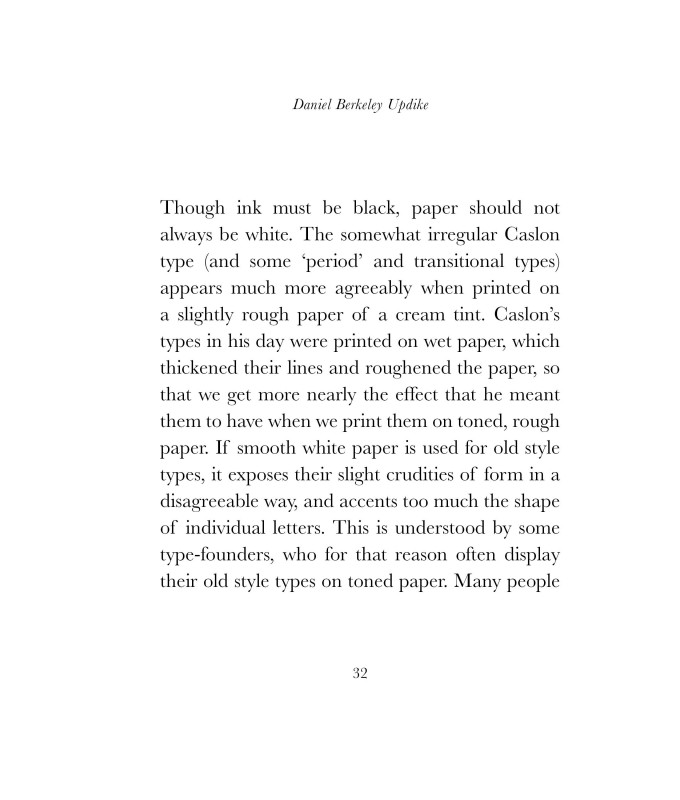 Daniel Berkeley Updike
Though ink must be black, paper should not
always be white. The somewhat irregular Caslon
type (and some ‘period’ and transitional types)
appears much more agreeably when printed on
a slightly rough paper of a cream tint. Caslon’s
types in his day were printed on wet paper, which
thickened their lines and roughened the paper, so
that we get more nearly the effect that he meant
them to have when we print them on toned, rough
paper. If smooth white paper is used for old style
types, it exposes their slight crudities of form in a
disagreeable way, and accents too much the shape
of individual letters. This is understood by some
type-founders, who for that reason often display
their old style types on toned paper. Many people
32